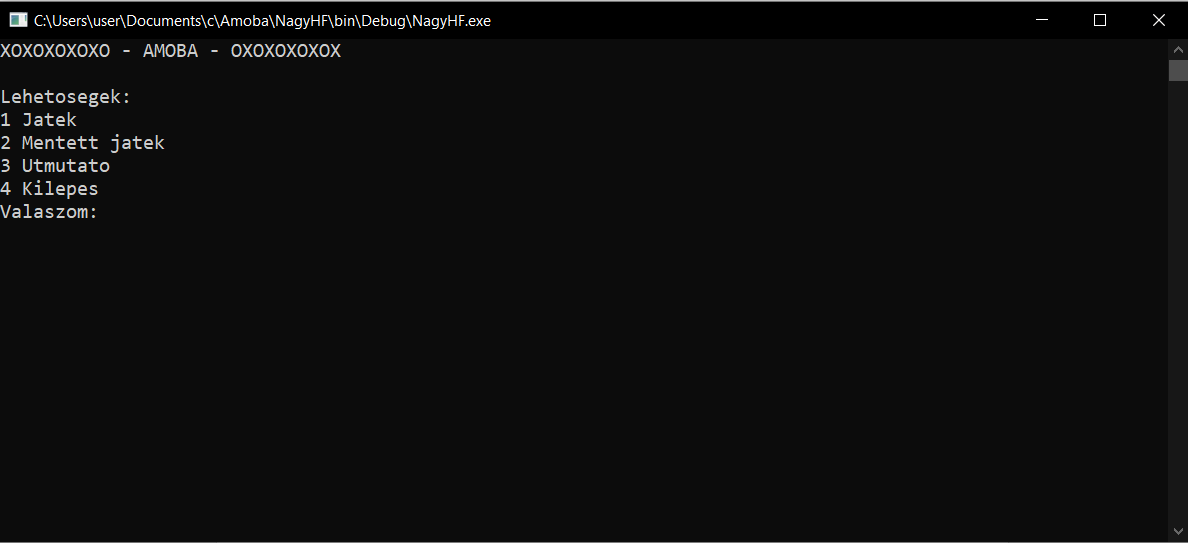 C:\Users\user\Documents\c\Amoba\NagyHF\bin\Debug\NagyHF.exe
XOXOXOXOXO - AMOBA - OXOXOXOXOX
Lehetosegek:
1 Jatek
2 Mentett jatek
3 Utmutato
4 Kilepes
Valaszom: